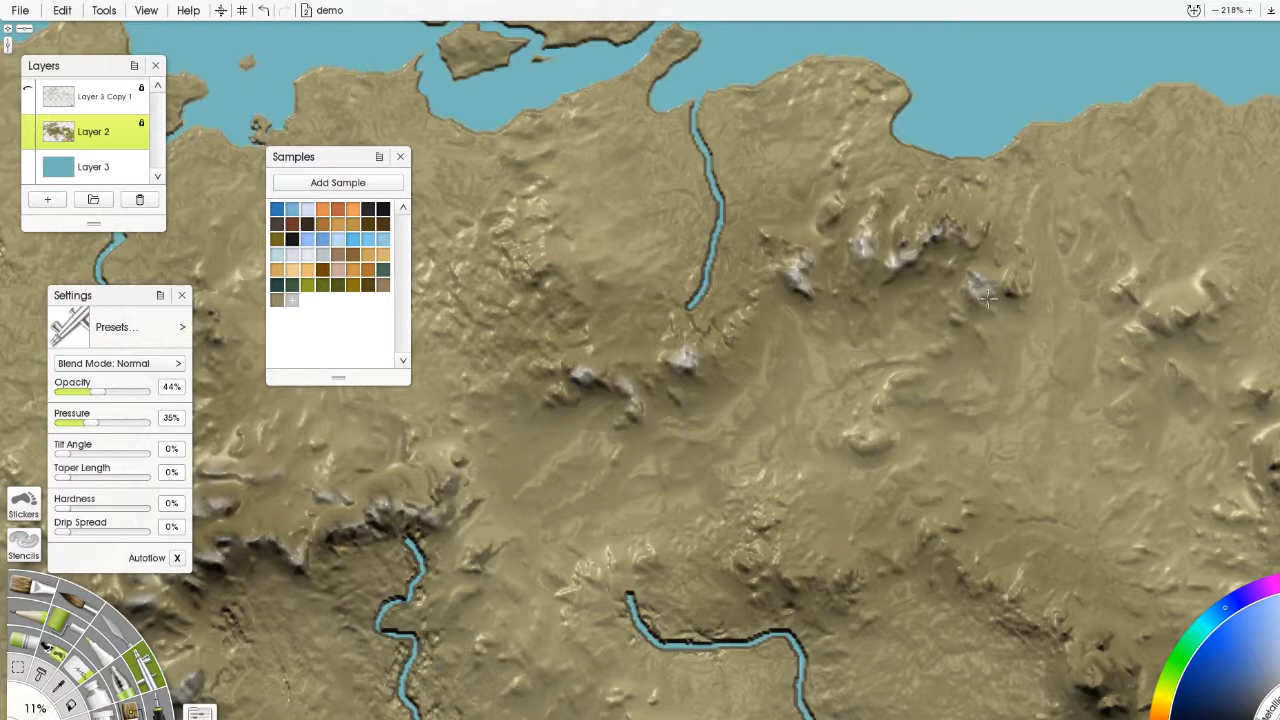 File Edit Tools View Help 2 demo 218%
Layers
Layer 3 Copy 1
Layer 2
Layer 3
Samples
Add Sample
Settings
Presets...
Blend Mode: Normal
Opacity 44%
Pressure 35%
Tilt Angle 0%
Taper Length 0%
Hardness 0%
Drip Spread 0%
Autoflow X
Stickers
Stencils
11%